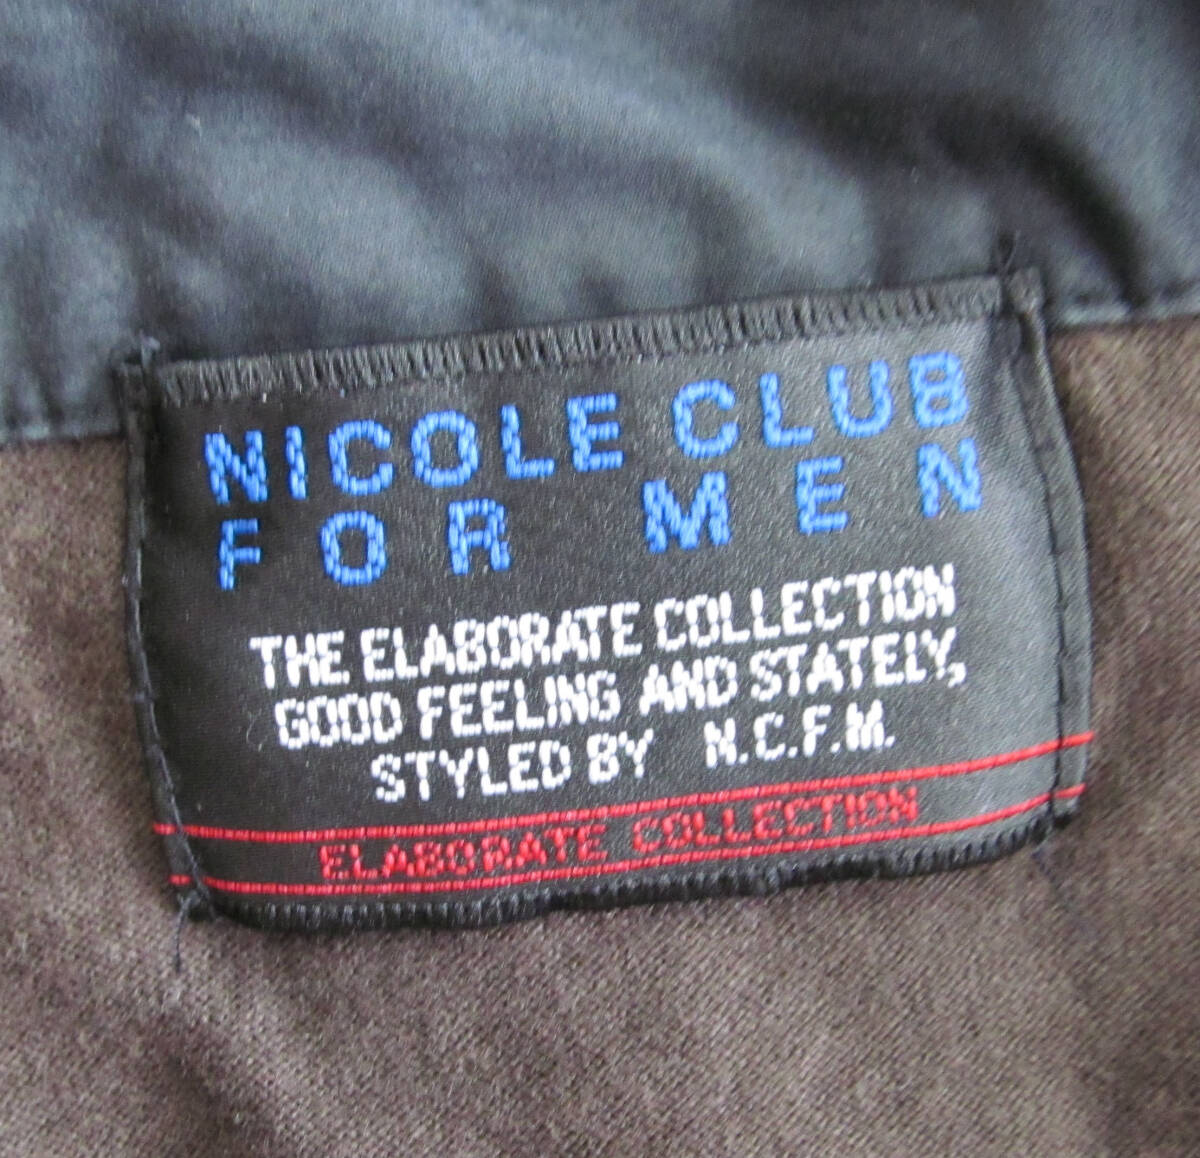 NICOLE CLUB
FOR MEN
THE ELABORATE COLLECTION
GOOD FEELING AND STATELY,
STYLED BY N.C.F.M.
ELABORATE COLLECTION